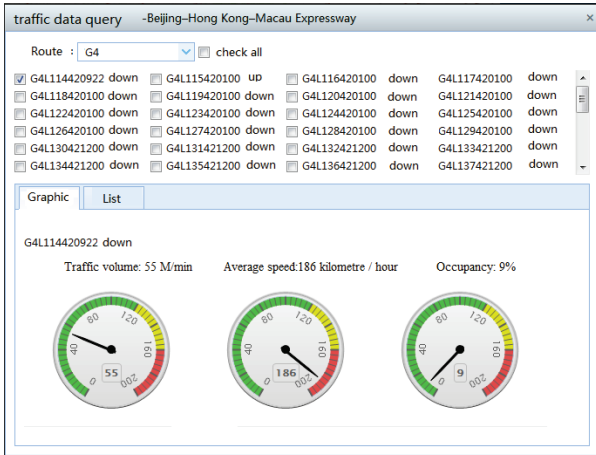 traffic data query -Beijing–Hong Kong–Macau Expressway ×
Route : G4 check all
G4L114420922 down G4L115420100 up G4L116420100 down G4L117420100 down
G4L118420100 down G4L119420100 down G4L120420100 down G4L121420100 down
G4L122420100 down G4L123420100 down G4L124420100 down G4L125420100 down
G4L126420100 down G4L127420100 down G4L128420100 down G4L129420100 down
G4L130421200 down G4L131421200 down G4L132421200 down G4L133421200 down
G4L134421200 down G4L135421200 down G4L136421200 down G4L137421200 down
Graphic List
G4L114420922 down
Traffic volume: 55 M/min Average speed:186 kilometre / hour Occupancy: 9%
0 40 80 120 160 200 55
0 40 80 120 160 200 186
0 40 80 120 160 200 9